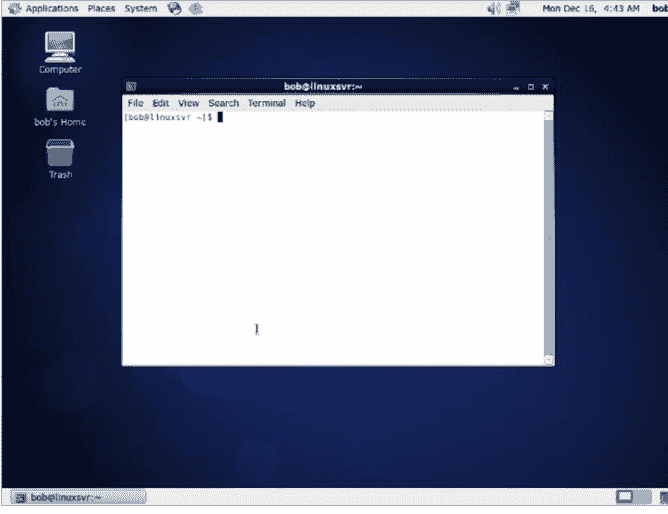 Applications Places System Mon Dec 16, 4:43 AM bob
Computer
bob's Home
Trash
bob@linuxsvr:~
File Edit View Search Terminal Help
[bob@linuxsvr ~]$
bob@linuxsvr:~